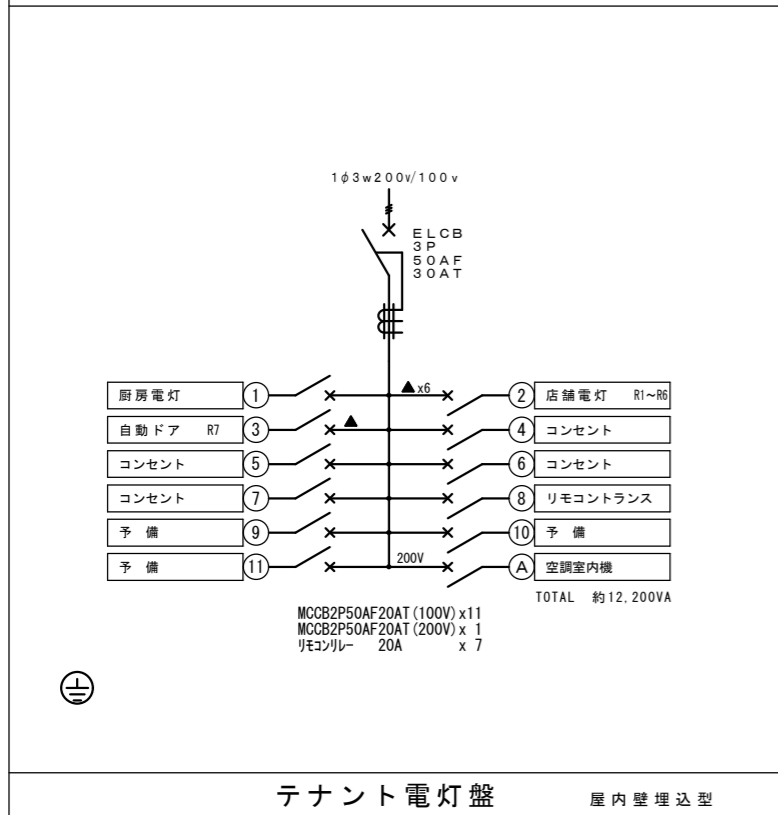 1φ3w200v/100v
ELCB
3P
50AF
30AT
厨房電灯 1 ▲x6 2 店舗電灯 R1~R6
自動ドア R7 3 ▲ 4 コンセント
コンセント 5 6 コンセント
コンセント 7 8 リモコントランス
予備 9 10 予備
予備 11 200V A 空調室内機
TOTAL 約12,200VA
MCCB2P50AF20AT(100V)x11
MCCB2P50AF20AT(200V)x 1
リモコンリレー 20A x 7
テナント電灯盤 屋内壁埋込型